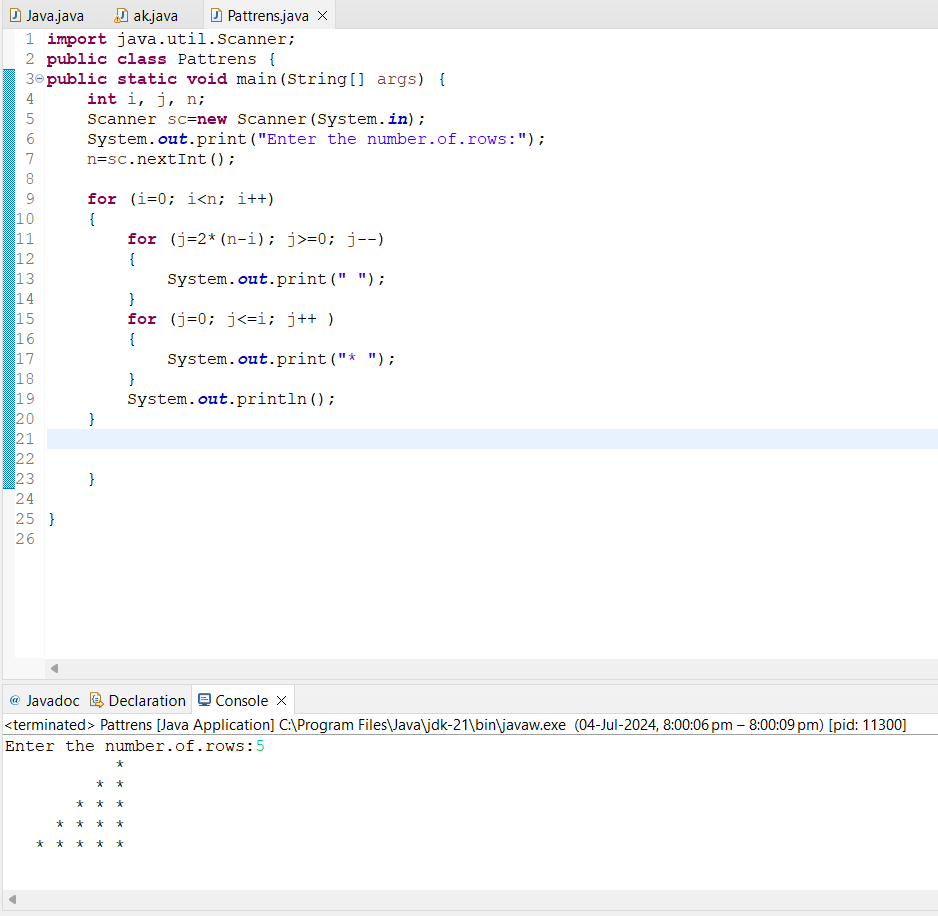 Java.java ak.java Pattrens.java
1 import java.util.Scanner;
2 public class Pattrens {
3 public static void main(String[] args) {
4     int i, j, n;
5     Scanner sc=new Scanner(System.in);
6     System.out.print("Enter the number.of.rows:");
7     n=sc.nextInt();
8
9     for (i=0; i<n; i++)
10     {
11         for (j=2*(n-i); j>=0; j--)
12         {
13             System.out.print(" ");
14         }
15         for (j=0; j<=i; j++ )
16         {
17             System.out.print("* ");
18         }
19         System.out.println();
20     }
21
22
23     }
24
25 }
26
@ Javadoc Declaration Console
<terminated> Pattrens [Java Application] C:\Program Files\Java\jdk-21\bin\javaw.exe (04-Jul-2024, 8:00:06 pm – 8:00:09 pm) [pid: 11300]
Enter the number.of.rows:5
           *
         * *
       * * *
     * * * *
   * * * * *